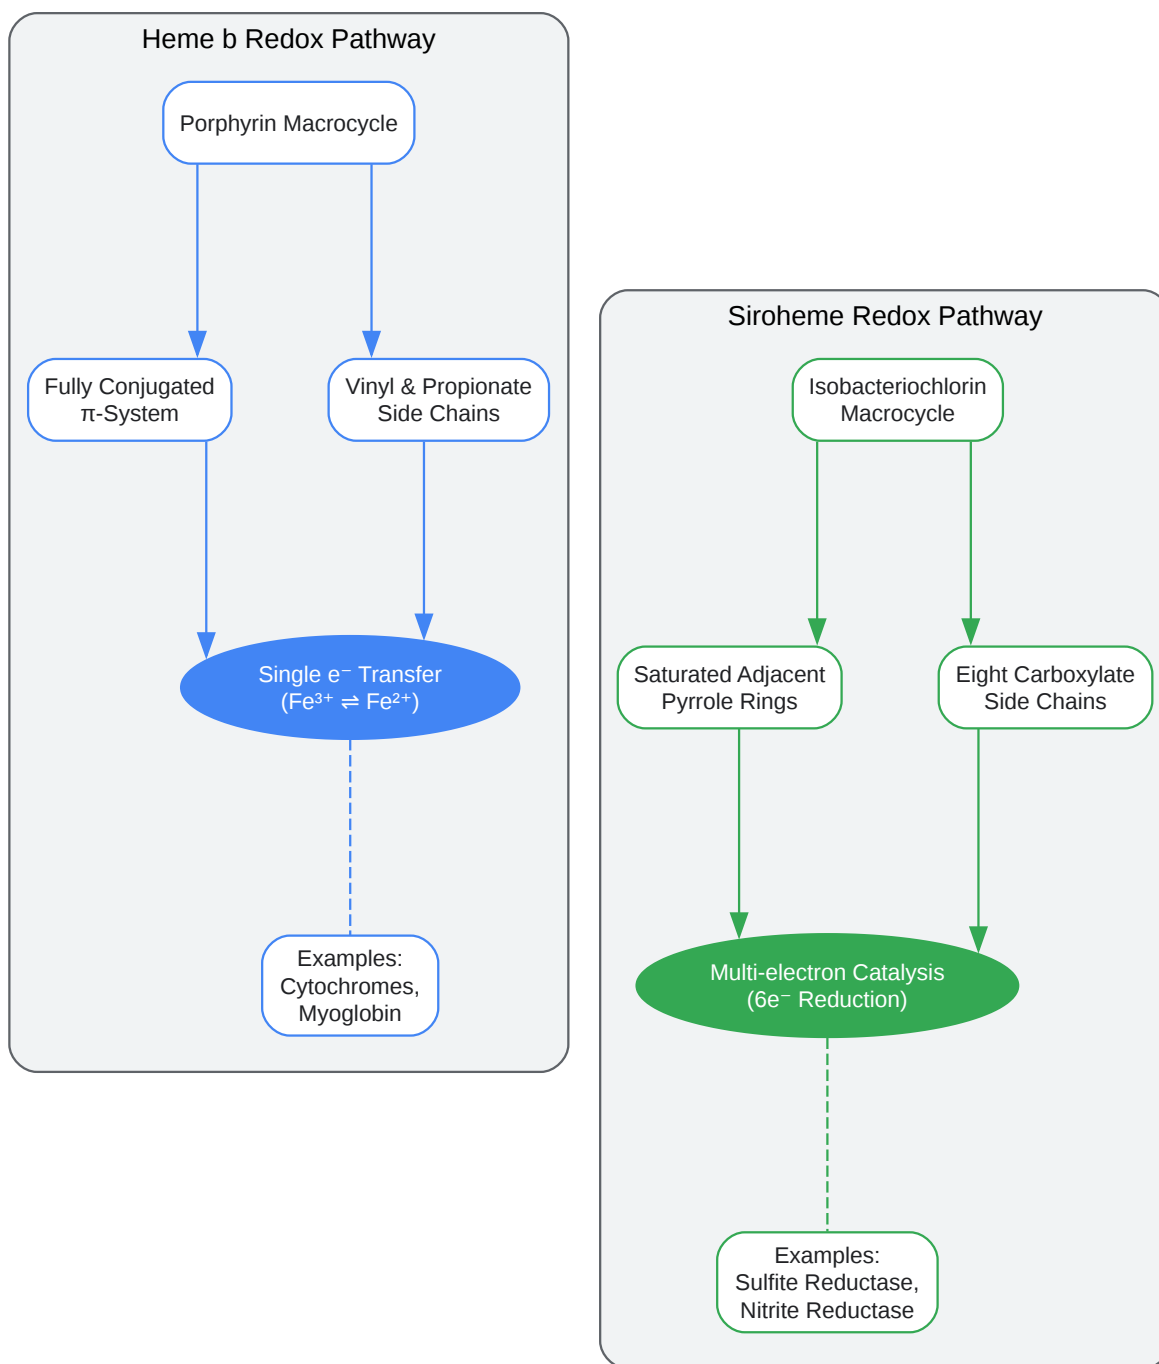 Heme b Redox Pathway
Porphyrin Macrocycle
Fully Conjugated
π-System
Vinyl & Propionate
Side Chains
Single e⁻ Transfer
(Fe³⁺ ⇌ Fe²⁺)
Examples:
Cytochromes,
Myoglobin
Siroheme Redox Pathway
Isobacteriochlorin
Macrocycle
Saturated Adjacent
Pyrrole Rings
Eight Carboxylate
Side Chains
Multi-electron Catalysis
(6e⁻ Reduction)
Examples:
Sulfite Reductase,
Nitrite Reductase